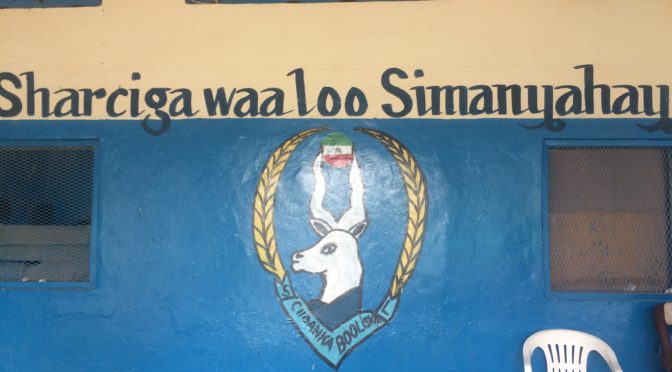 Sharciga waa loo Simanyahay
CIIDANKA BOOLISKA